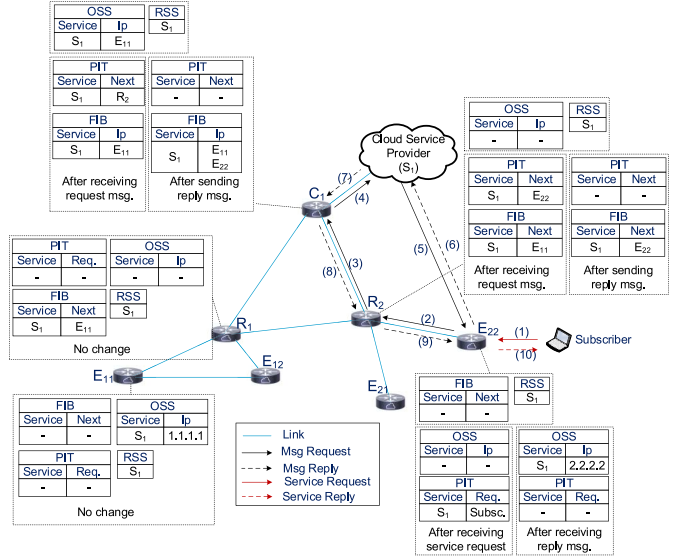 OSS
Service Ip
S1 E11
RSS
S1
PIT
Service Next
S1 R2
PIT
Service Next
- -
FIB
Service Ip
S1 E11
FIB
Service Ip
S1 E11
E22
After receiving
request msg.
After sending
reply msg.
Cloud Service
Provider
(S1)
OSS
Service Ip
- -
RSS
S1
PIT
Service Next
S1 E22
PIT
Service Next
- -
FIB
Service Ip
S1 E11
FIB
Service Ip
S1 E22
After receiving
request msg.
After sending
reply msg.
C1
(7)
(4)
(3)
(8)
(5)
(6)
PIT
Service Req.
- -
OSS
Service Ip
- -
FIB
Service Next
S1 E11
RSS
S1
No change
R1
R2
(2)
(9)
E22
(1)
(10)
Subscriber
E11
E12
E21
FIB
Service Next
- -
OSS
Service Ip
S1 1.1.1.1
PIT
Service Req.
- -
RSS
S1
No change
Link
Msg Request
Msg Reply
Service Request
Service Reply
FIB
Service Next
- -
RSS
S1
OSS
Service Ip
- -
OSS
Service Ip
S1 2.2.2.2
PIT
Service Req.
S1 Subsc.
PIT
Service Req.
- -
After receiving
service request
After receiving
reply msg.